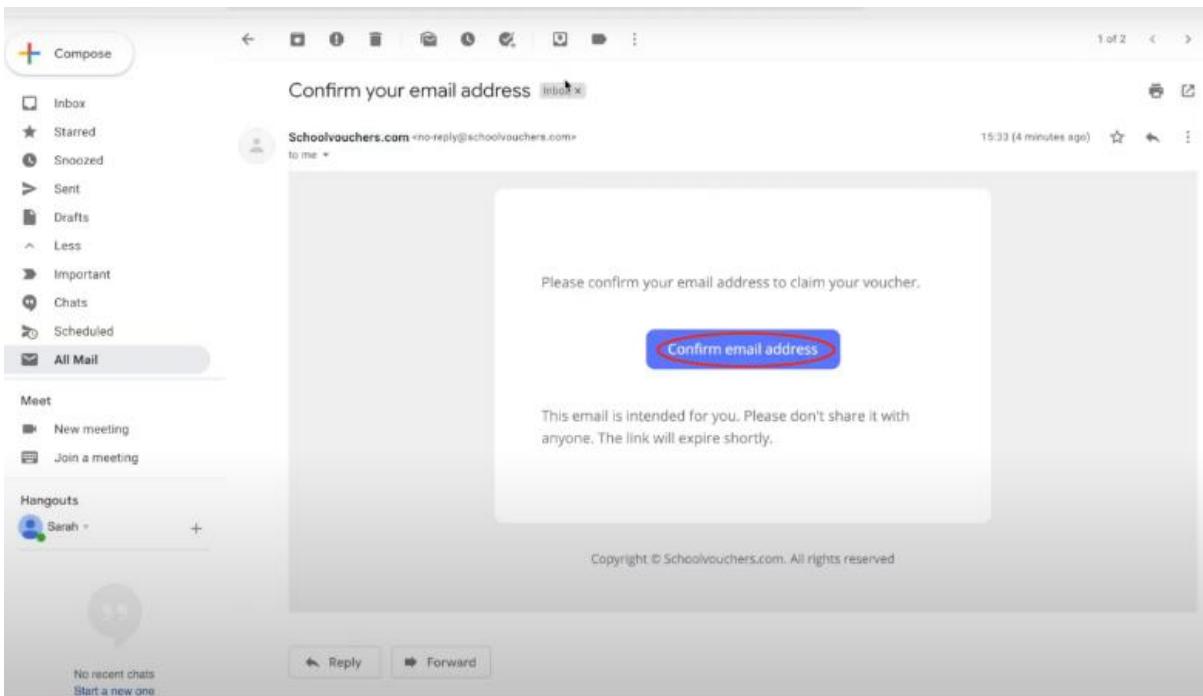 Compose
1 of 2
Confirm your email address Inbox x
Inbox
Starred
Schoolvouchers.com <no-reply@schoolvouchers.com>
15:33 (4 minutes ago)
to me
Snoozed
Sent
Drafts
Less
Important
Chats
Scheduled
All Mail
Meet
New meeting
Join a meeting
Hangouts
Sarah
No recent chats
Start a new one
Please confirm your email address to claim your voucher.
Confirm email address
This email is intended for you. Please don't share it with
anyone. The link will expire shortly.
Copyright © Schoolvouchers.com. All rights reserved
Reply
Forward